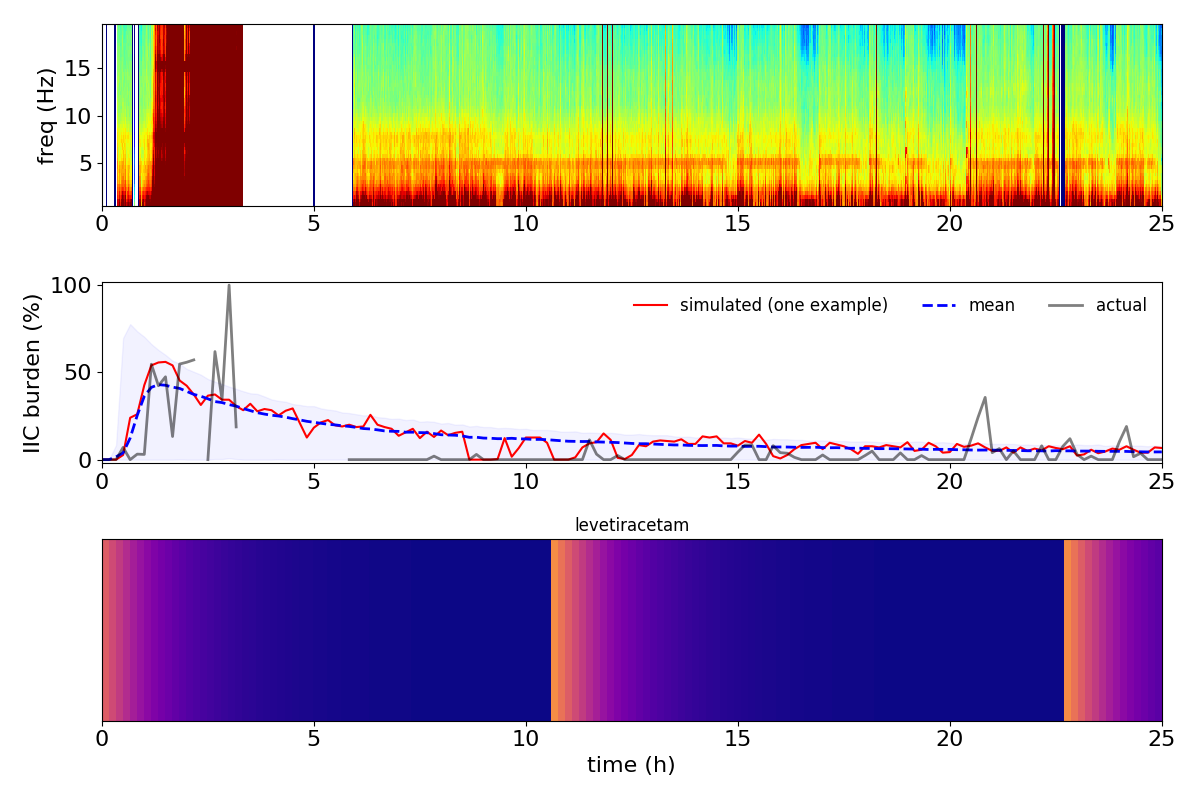 freq (Hz)
15
10
5
0 5 10 15 20 25
IIC burden (%)
100
50
0
simulated (one example) mean actual
0 5 10 15 20 25
levetiracetam
0 5 10 15 20 25
time (h)